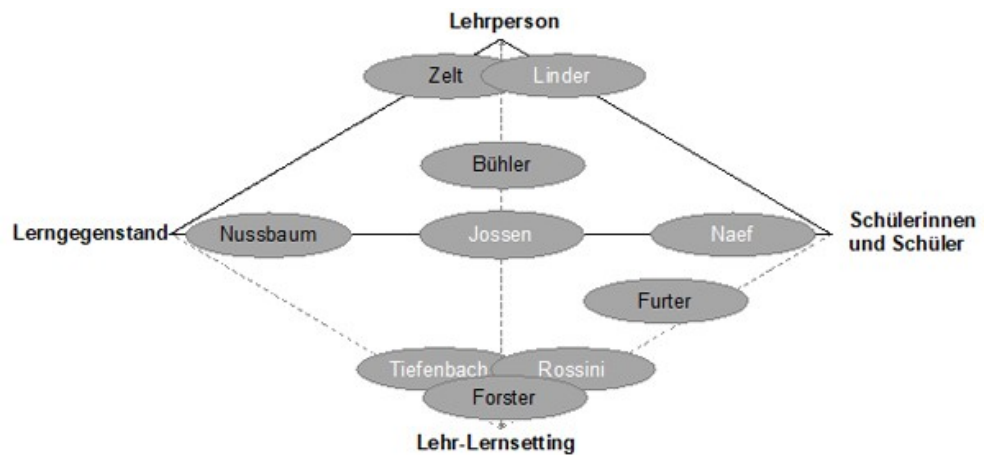 Lehrperson
Zelt
Linder
Bühler
Lerngegenstand
Nussbaum
Jossen
Naef
Schülerinnen
und Schüler
Furter
Tiefenbach
Rossini
Forster
Lehr-Lernsetting